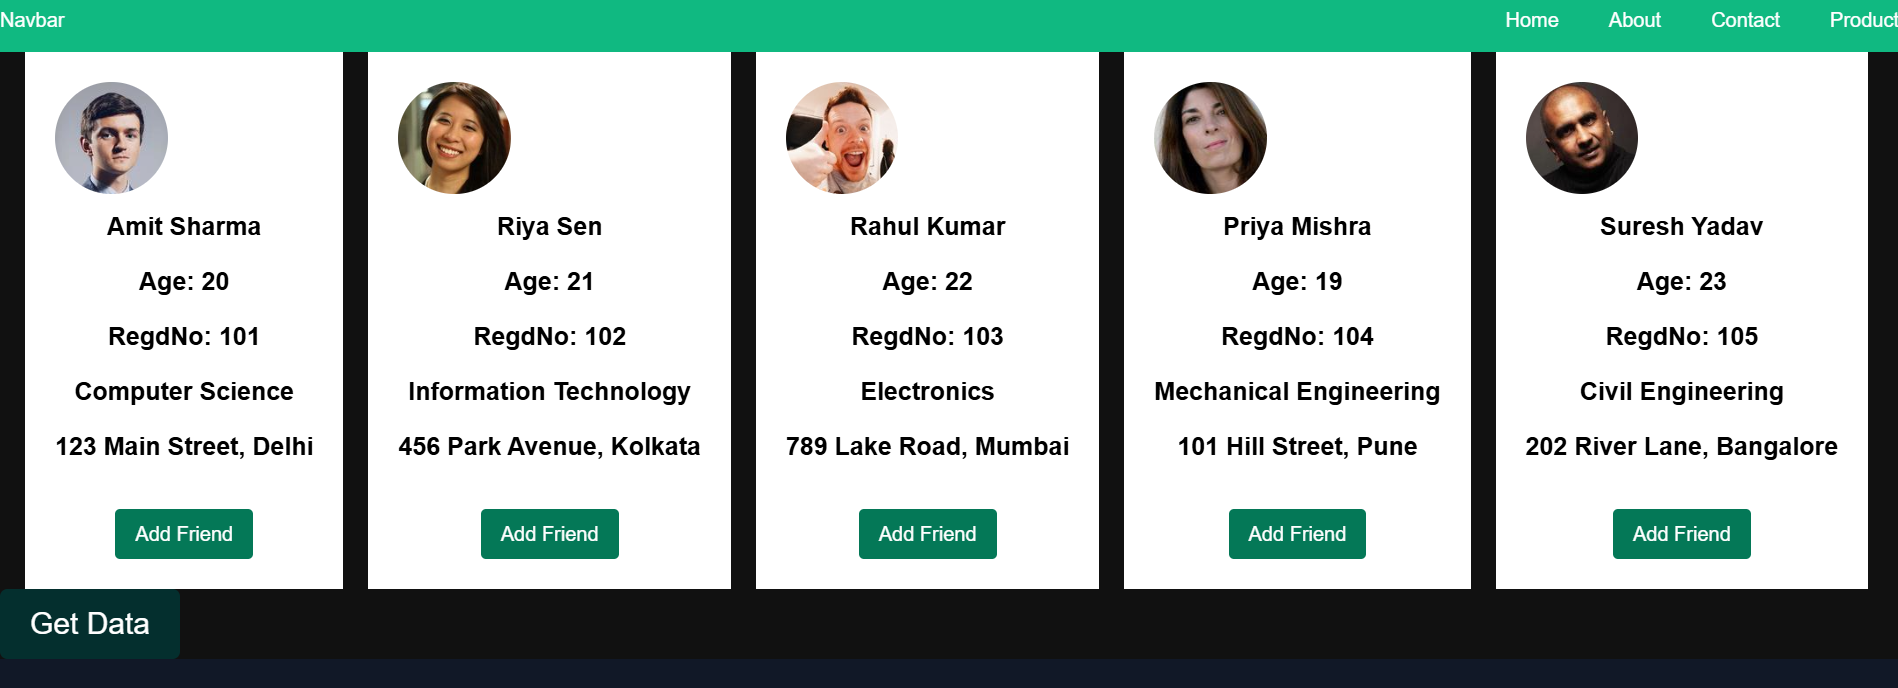 Navbar Home About Contact Product
Amit Sharma
Age: 20
RegdNo: 101
Computer Science
123 Main Street, Delhi
Add Friend
Riya Sen
Age: 21
RegdNo: 102
Information Technology
456 Park Avenue, Kolkata
Add Friend
Rahul Kumar
Age: 22
RegdNo: 103
Electronics
789 Lake Road, Mumbai
Add Friend
Priya Mishra
Age: 19
RegdNo: 104
Mechanical Engineering
101 Hill Street, Pune
Add Friend
Suresh Yadav
Age: 23
RegdNo: 105
Civil Engineering
202 River Lane, Bangalore
Add Friend
Get Data